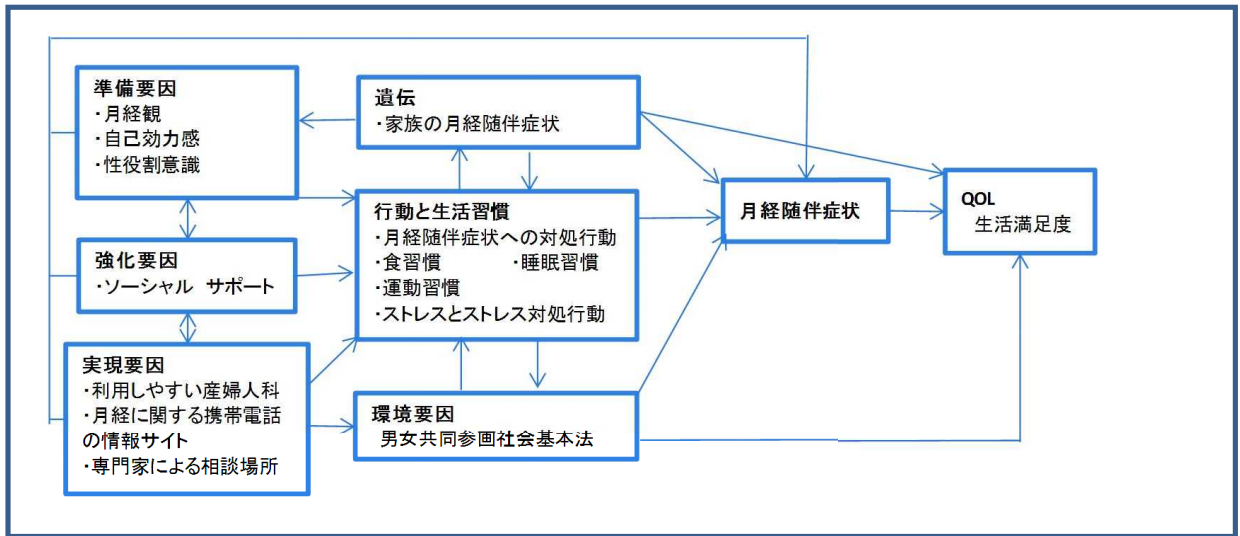 準備要因
・月経観
・自己効力感
・性役割意識
強化要因
・ソーシャル サポート
実現要因
・利用しやすい産婦人科
・月経に関する携帯電話
の情報サイト
・専門家による相談場所
遺伝
・家族の月経随伴症状
行動と生活習慣
・月経随伴症状への対処行動
・食習慣 ・睡眠習慣
・運動習慣
・ストレスとストレス対処行動
環境要因
男女共同参画社会基本法
月経随伴症状
QOL
生活満足度